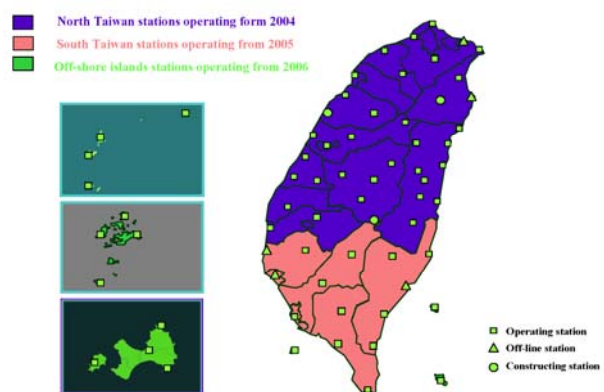 North Taiwan stations operating form 2004
South Taiwan stations operating from 2005
Off-shore islands stations operating from 2006
Operating station
Off-line station
Constructing station